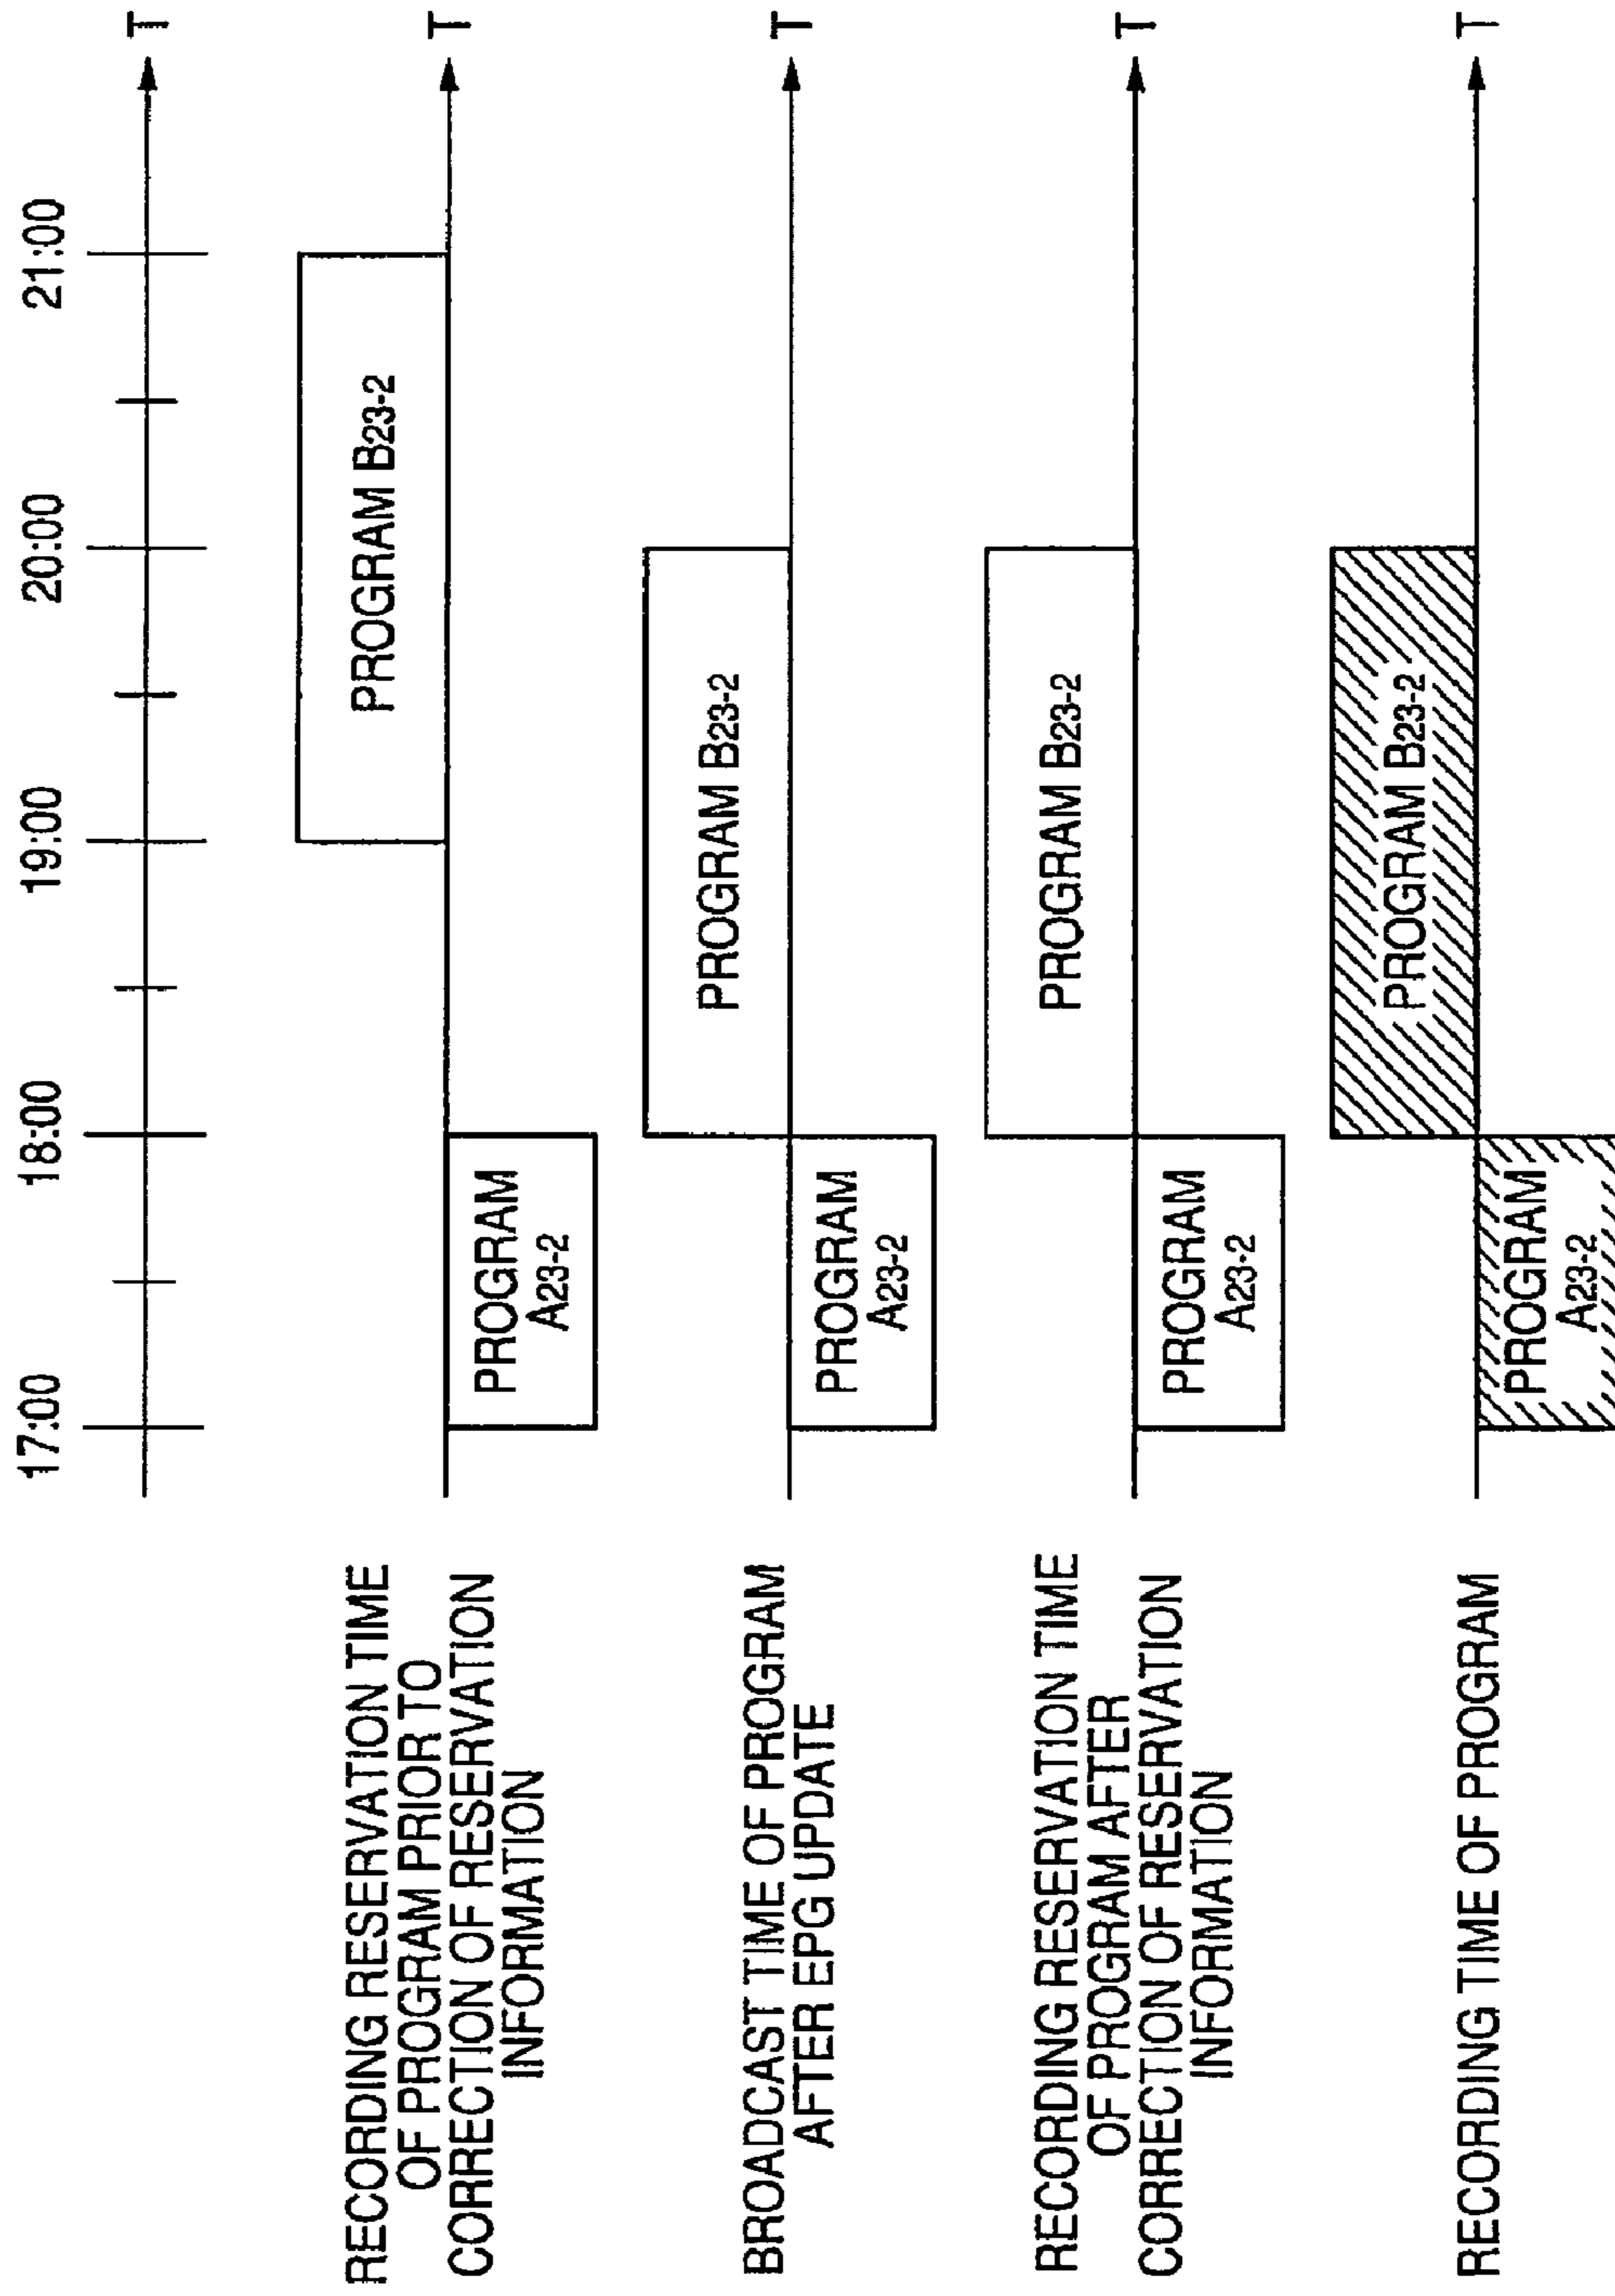 17:00 18:00 19:00 20:00 21:00
T
RECORDING RESERVATION TIME
OF PROGRAM PRIOR TO
CORRECTION OF RESERVATION
INFORMATION
PROGRAM
A23-2
PROGRAM B23-2
T
BROADCAST TIME OF PROGRAM
AFTER EPG UPDATE
PROGRAM
A23-2
PROGRAM B23-2
T
RECORDING RESERVATION TIME
OF PROGRAM AFTER
CORRECTION OF RESERVATION
INFORMATION
PROGRAM
A23-2
PROGRAM B23-2
T
RECORDING TIME OF PROGRAM
PROGRAM
A23-2
PROGRAM B23-2
T